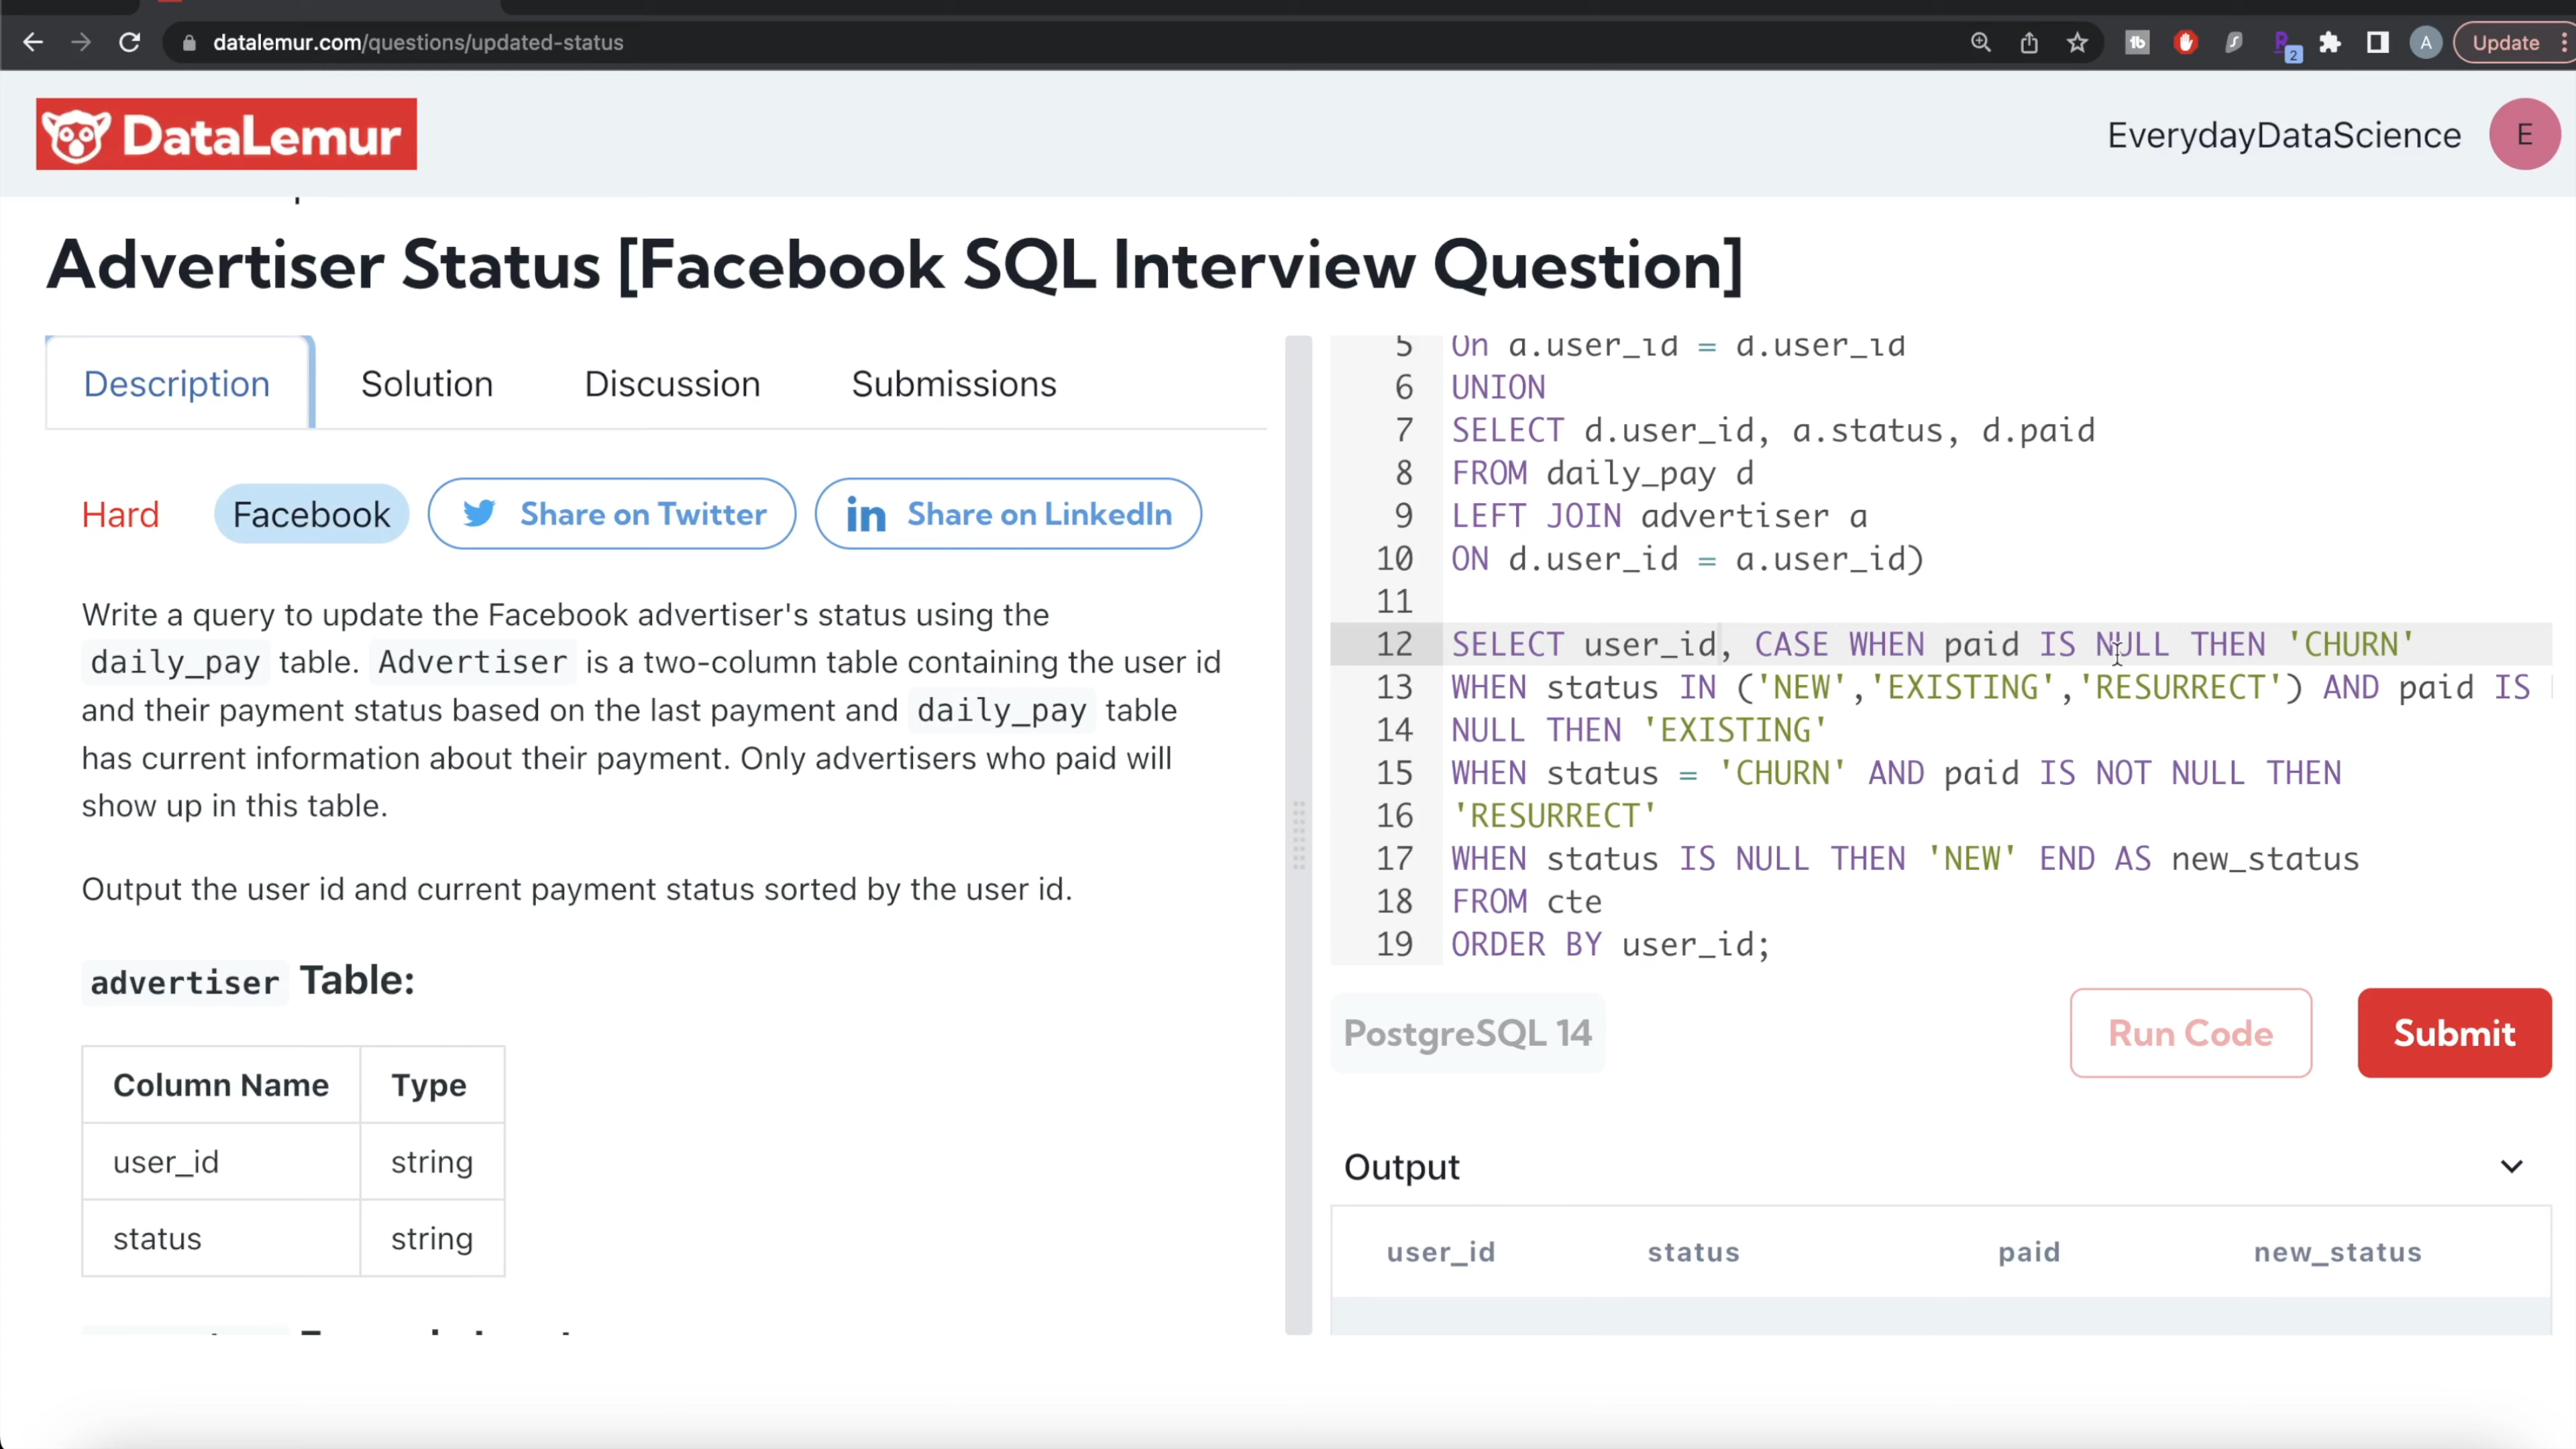 datalemur.com/questions/updated-status
Update
DataLemur
EverydayDataScience
E
A
2
Advertiser Status [Facebook SQL Interview Question]
Description
Solution
Discussion
Submissions
Hard
Facebook
Share on Twitter
Share on LinkedIn
Write a query to update the Facebook advertiser's status using the
daily_pay table. Advertiser is a two-column table containing the user id
and their payment status based on the last payment and daily_pay table
has current information about their payment. Only advertisers who paid will
show up in this table.
Output the user id and current payment status sorted by the user id.
advertiser Table:
Column Name Type
user_id string
status string
5 On a.user_id = d.user_id
6 UNION
7 SELECT d.user_id, a.status, d.paid
8 FROM daily_pay d
9 LEFT JOIN advertiser a
10 ON d.user_id = a.user_id)
11
12 SELECT user_id, CASE WHEN paid IS NULL THEN 'CHURN'
13 WHEN status IN ('NEW','EXISTING','RESURRECT') AND paid IS
14 NULL THEN 'EXISTING'
15 WHEN status = 'CHURN' AND paid IS NOT NULL THEN
16 'RESURRECT'
17 WHEN status IS NULL THEN 'NEW' END AS new_status
18 FROM cte
19 ORDER BY user_id;
PostgreSQL 14
Run Code
Submit
Output
user_id status paid new_status